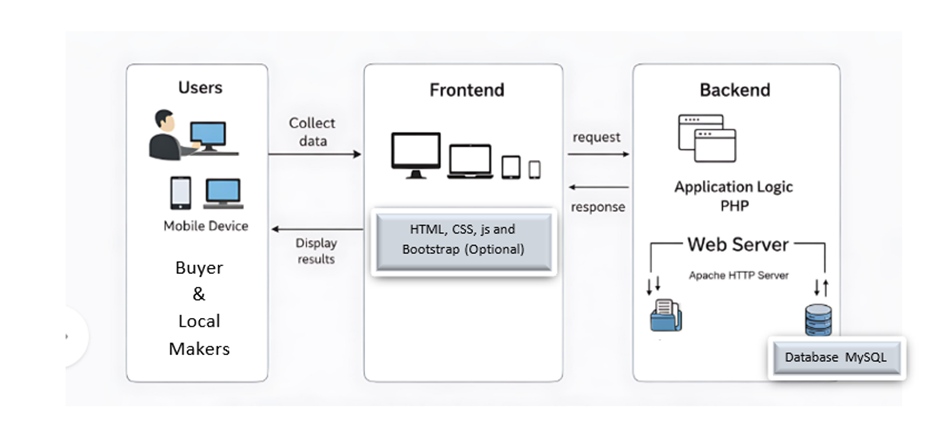 Users
Mobile Device
Buyer
&
Local
Makers
Collect
data
Display
results
Frontend
HTML, CSS, js and
Bootstrap (Optional)
request
response
Backend
Application Logic
PHP
Web Server
Apache HTTP Server
Database MySQL